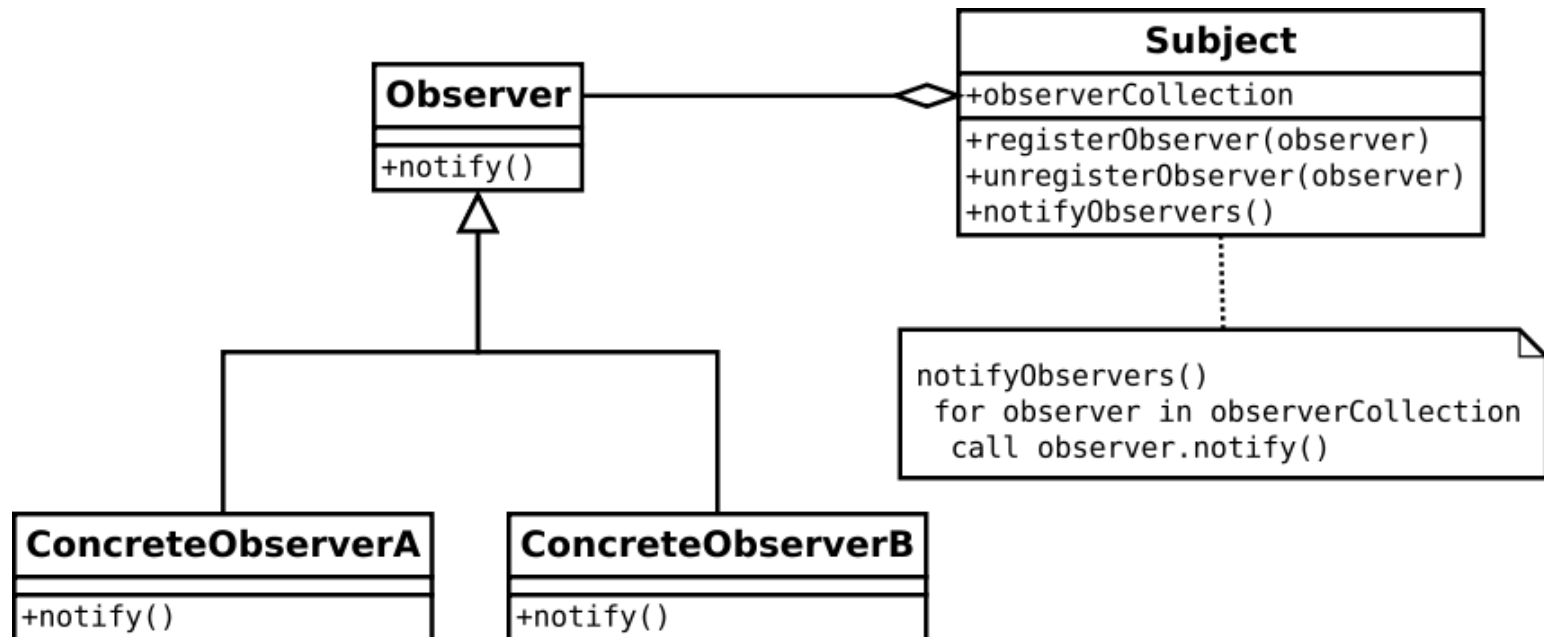 Subject
Observer
+observerCollection
+registerObserver(observer)
+notify()
+unregisterObserver(observer)
+notifyObservers()
notifyObservers()
for observer in observerCollection
call observer.notify()
ConcreteObserverA
ConcreteObserverB
+notify()
+notify()